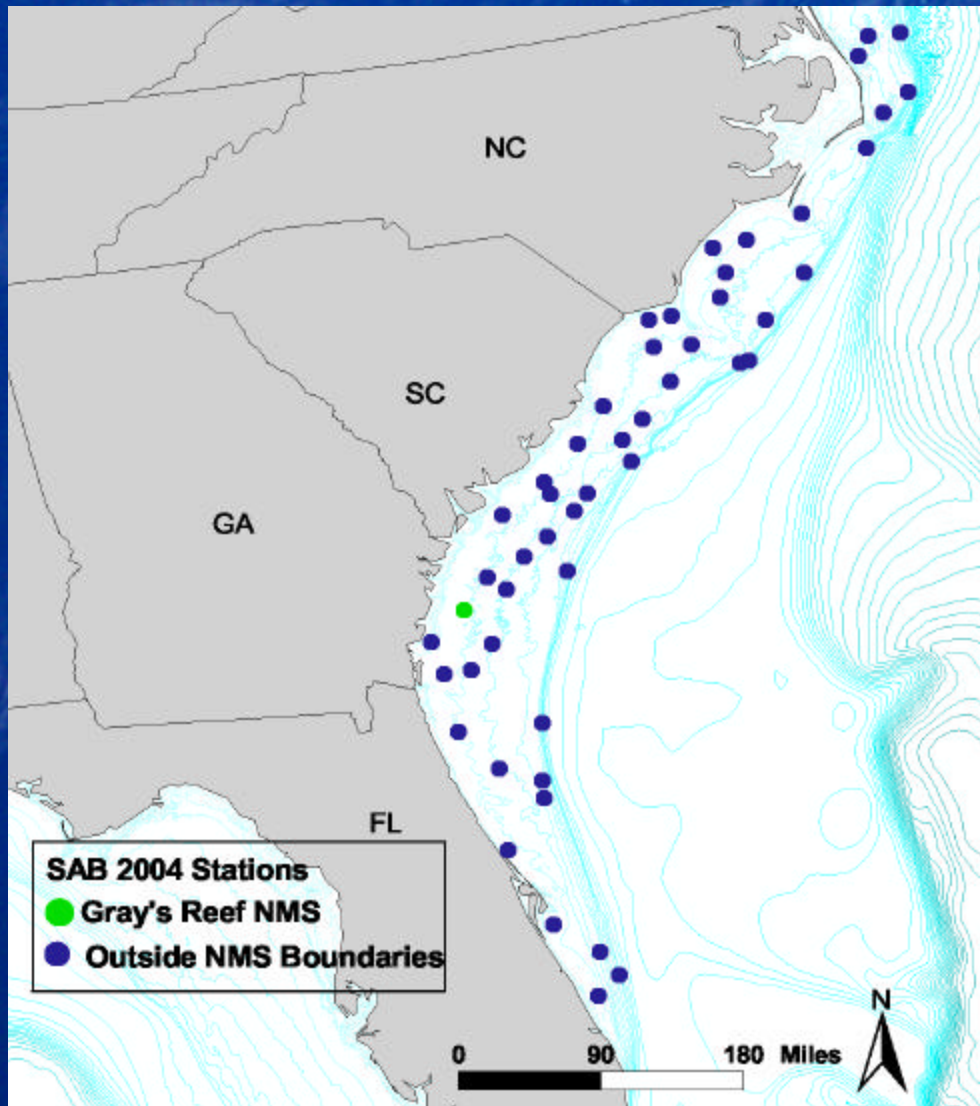 NC
SC
GA
FL
SAB 2004 Stations
Gray's Reef NMS
Outside NMS Boundaries
N
0 90 180 Miles